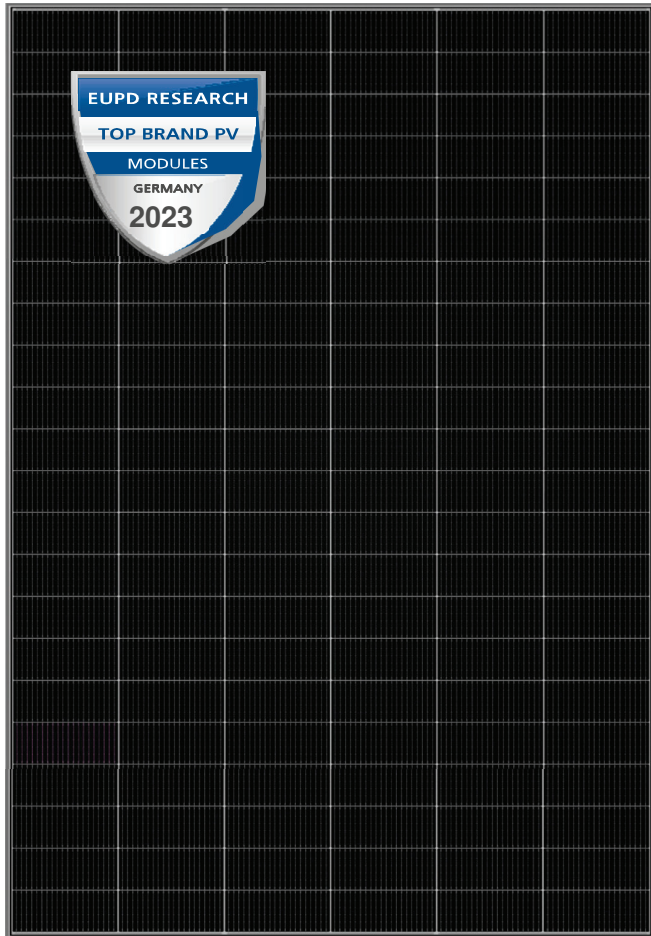 EUPD RESEARCH
TOP BRAND PV
MODULES
GERMANY
2023